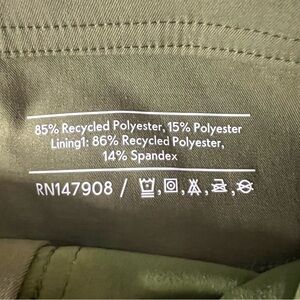 85% Recycled Polyester, 15% Polyester
Lining1: 86% Recycled Polyester,
14% Spandex
RN147908 /